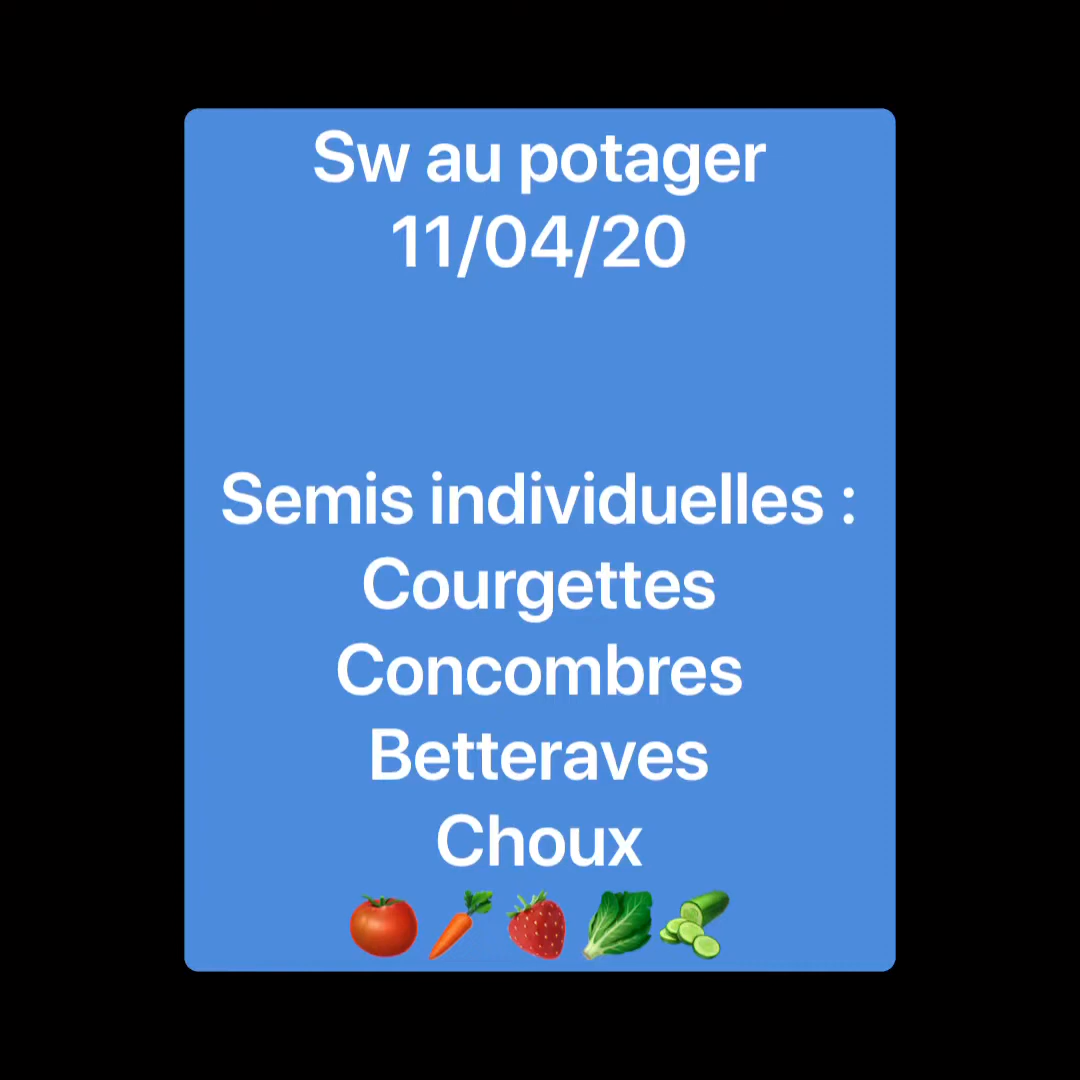 Sw au potager
11/04/20
Semis individuelles :
Courgettes
Concombres
Betteraves
Choux
🍅🥕🍓🥬🥒